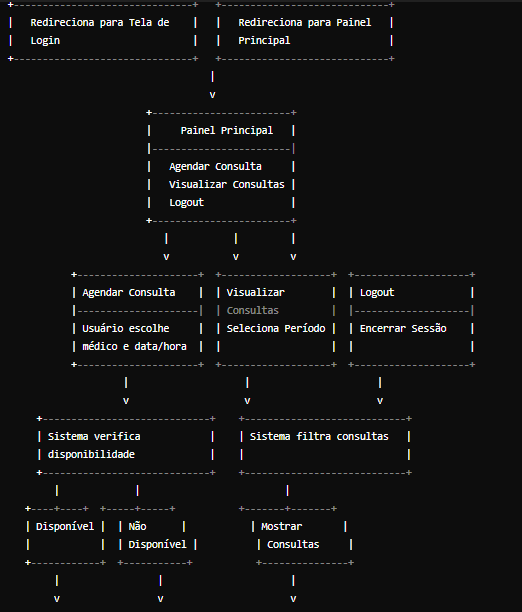 Redireciona para Tela de Redireciona para Painel
Login Principal
v
Painel Principal
Agendar Consulta
Visualizar Consultas
Logout
v v v
Agendar Consulta Visualizar Logout
Consultas
Usuário escolhe Seleciona Período Encerrar Sessão
médico e data/hora
v v v
Sistema verifica Sistema filtra consultas
disponibilidade
Disponível Não Mostrar
Disponível Consultas
v v v